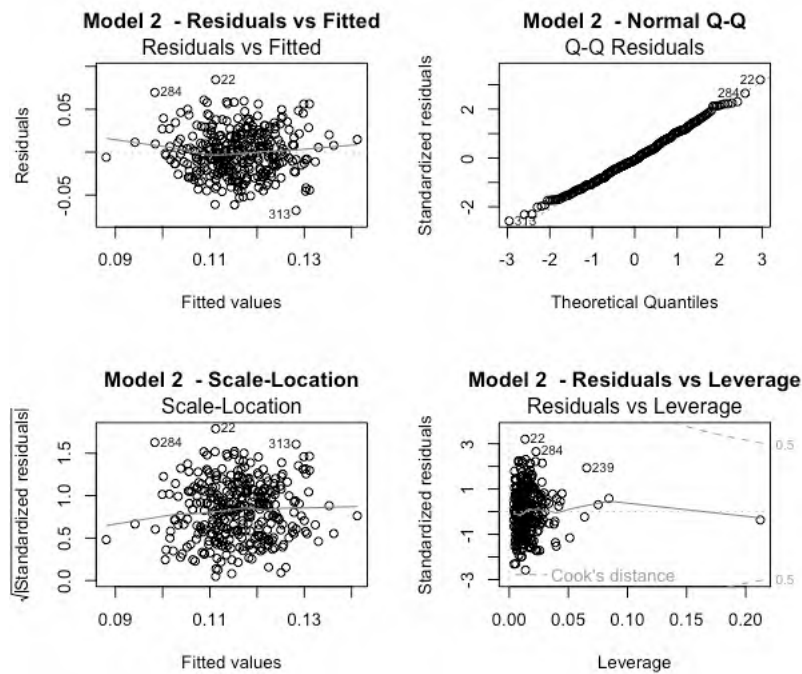 Model 2 - Residuals vs Fitted
Residuals vs Fitted
Residuals
0.05
-0.05
284
22
313
0.09
0.11
0.13
Fitted values
Model 2 - Normal Q-Q
Q-Q Residuals
Standardized residuals
2
0
-2
22
284
313
-3
-2
-1
0
1
2
3
Theoretical Quantiles
Model 2 - Scale-Location
Scale-Location
√|Standardized residuals|
1.5
1.0
0.5
0.0
284
22
313
0.09
0.11
0.13
Fitted values
Model 2 - Residuals vs Leverage
Residuals vs Leverage
Standardized residuals
3
1
-1
-3
22
284
239
0.5
0.5
Cook's distance
0.00
0.05
0.10
0.15
0.20
Leverage